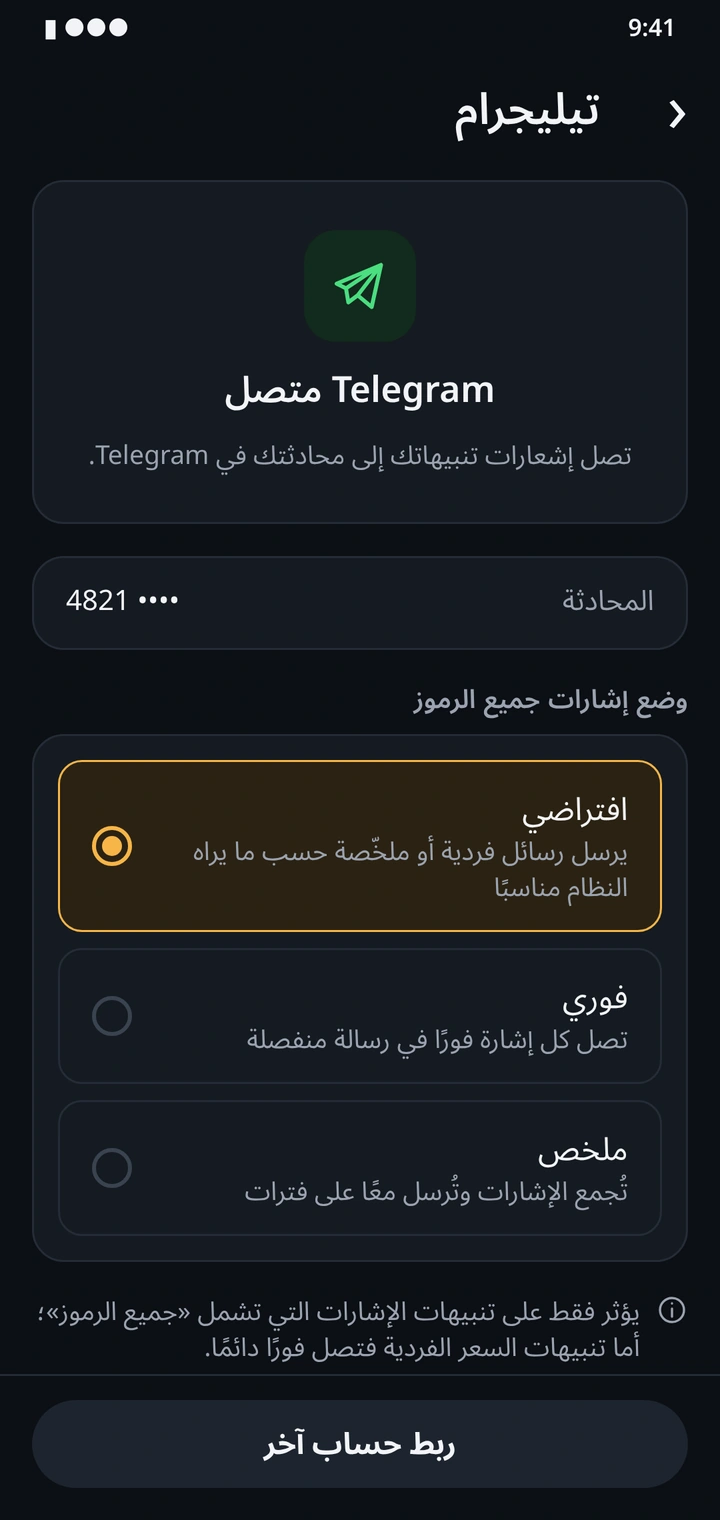 9:41
تيليجرام
Telegram متصل
تصل إشعارات تنبيهاتك إلى محادثتك في Telegram.
المحادثة
•••• 4821
وضع إشارات جميع الرموز
افتراضي
يرسل رسائل فردية أو ملخّصة حسب ما يراه
النظام مناسبًا
فوري
تصل كل إشارة فورًا في رسالة منفصلة
ملخص
تُجمع الإشارات وتُرسل معًا على فترات
يؤثر فقط على تنبيهات الإشارات التي تشمل «جميع الرموز»؛
أما تنبيهات السعر الفردية فتصل فورًا دائمًا.
ربط حساب آخر